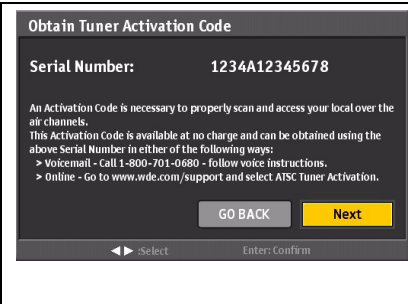 Obtain Tuner Activation Code
Serial Number: 1234A12345678
An Activation Code is necessary to properly scan and access your local over the
air channels.
This Activation Code is available at no charge and can be obtained using the
above Serial Number in either of the following ways:
> Voicemail - Call 1-800-701-0680 - follow voice instructions.
> Online - Go to www.wde.com/support and select ATSC Tuner Activation.
GO BACK Next
◀ ▶ :Select Enter: Confirm